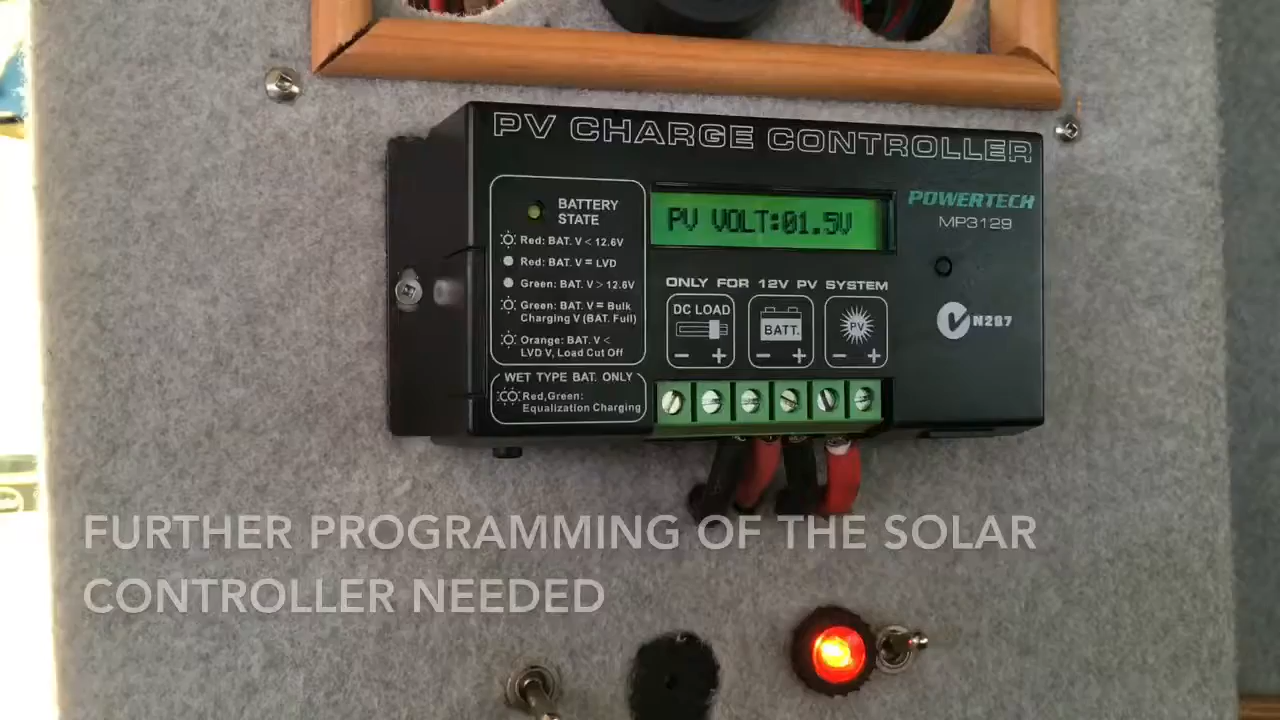 PV CHARGE CONTROLLER
BATTERY
STATE
Red: BAT. V < 12.6V
Red: BAT. V = LVD
Green: BAT. V > 12.6V
Green: BAT. V = Bulk
Charging V (BAT. Full)
Orange: BAT. V <
LVD V, Load Cut Off
WET TYPE BAT. ONLY
Red, Green:
Equalization Charging
PV VOLT:01.5V
ONLY FOR 12V PV SYSTEM
DC LOAD
- +
BATT.
- +
PV
- +
POWERTECH
MP3129
N287
FURTHER PROGRAMMING OF THE SOLAR
CONTROLLER NEEDED